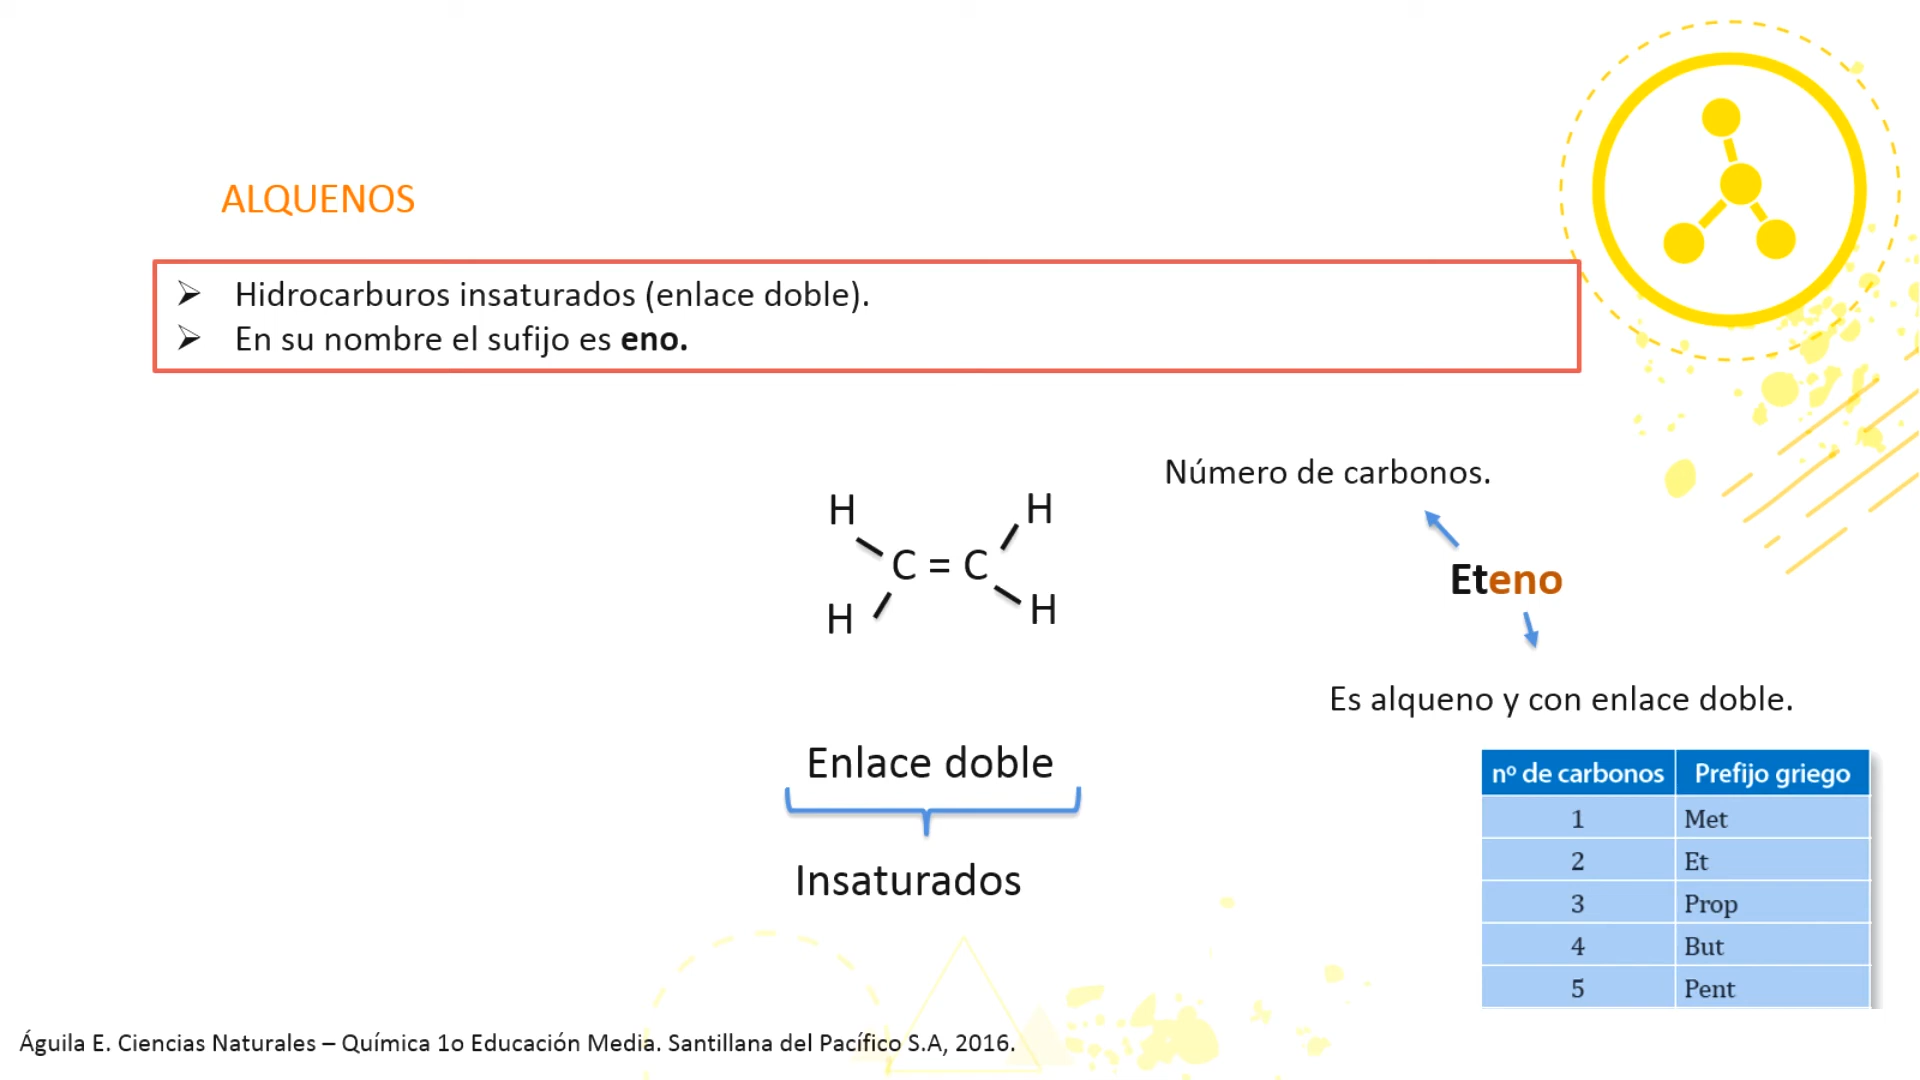 ALQUENOS
➢ Hidrocarburos insaturados (enlace doble).
➢ En su nombre el sufijo es eno.
Número de carbonos.
H H
C = C
H H
Eteno
Es alqueno y con enlace doble.
Enlace doble
Insaturados
nº de carbonos Prefijo griego
1 Met
2 Et
3 Prop
4 But
5 Pent
Águila E. Ciencias Naturales – Química 1o Educación Media. Santillana del Pacífico S.A, 2016.